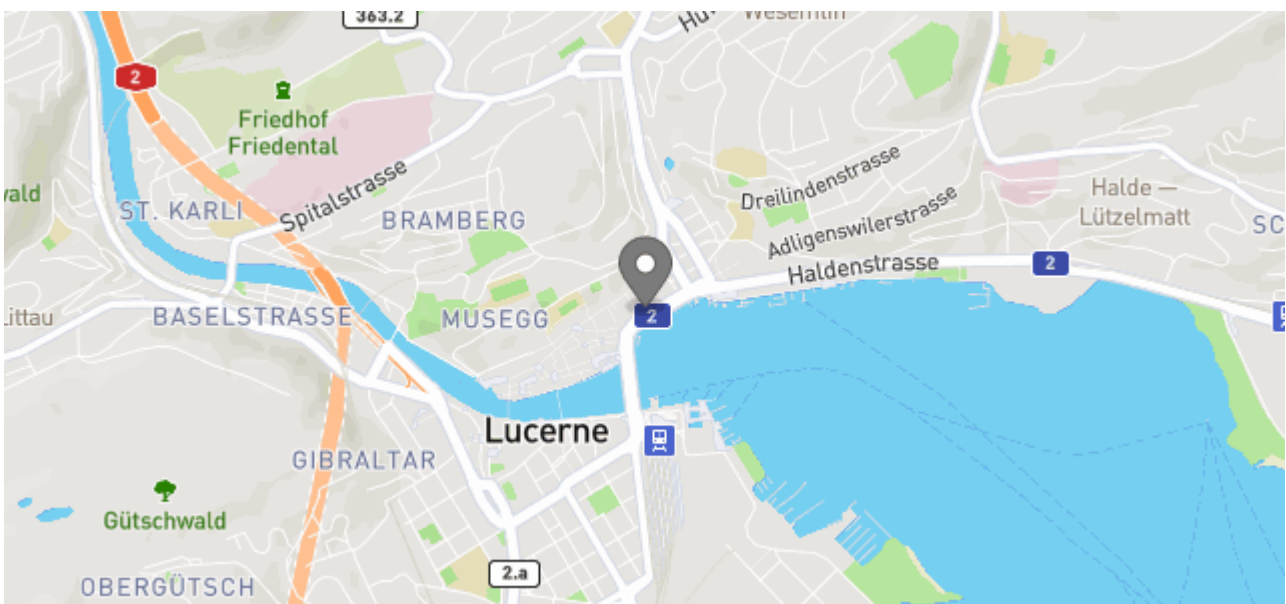 363.2
Wesemlin
2
Friedhof
Friedental
Spitalstrasse
ST. KARLI
BRAMBERG
Dreilindenstrasse
Adligenswilerstrasse
Halde —
Lützelmatt
Haldenstrasse
2
2
Littau
BASELSTRASSE
MUSEGG
Lucerne
GIBRALTAR
Gütschwald
2.a
OBERGÜTSCH